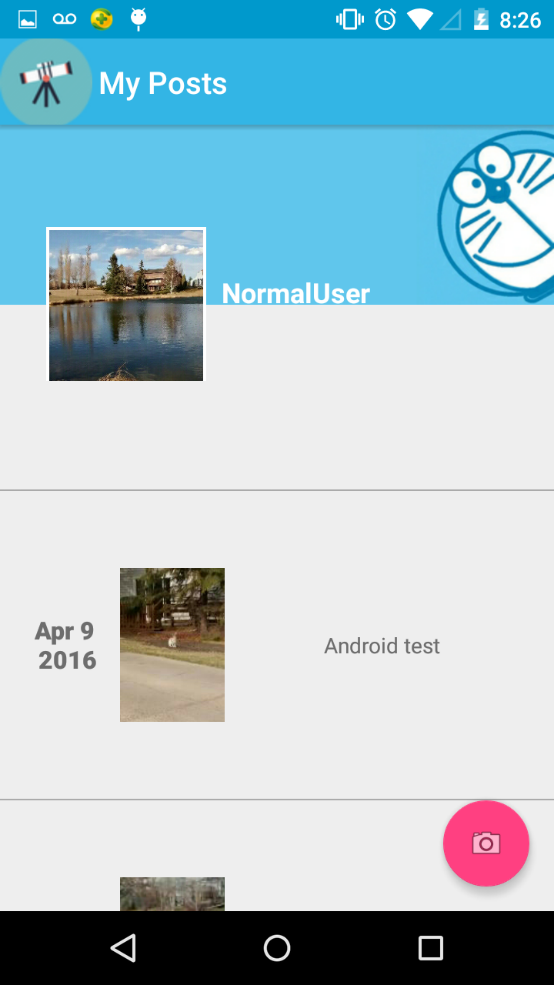 8:26
My Posts
NormalUser
Apr 9
2016
Android test